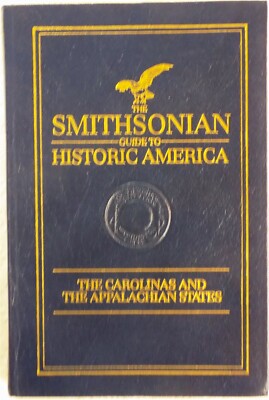 THE
SMITHSONIAN
GUIDE TO
HISTORIC AMERICA
THE CAROLINAS AND
THE APPALACHIAN STATES